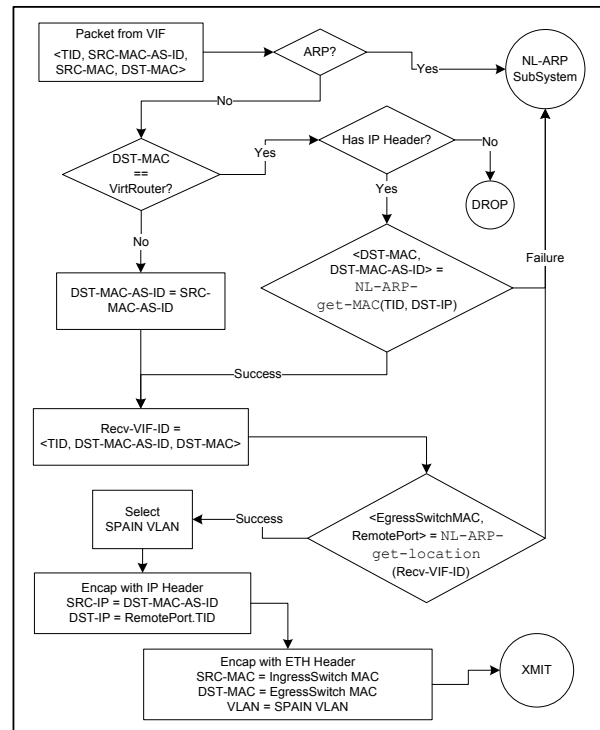 Packet from VIF
<TID, SRC-MAC-AS-ID,
SRC-MAC, DST-MAC>
ARP?
Yes
NL-ARP
SubSystem
No
DST-MAC
==
VirtRouter?
Yes
Has IP Header?
No
DROP
Yes
No
<DST-MAC,
DST-MAC-AS-ID> =
NL-ARP-
get-MAC(TID, DST-IP)
Failure
DST-MAC-AS-ID = SRC-
MAC-AS-ID
Success
Recv-VIF-ID =
<TID, DST-MAC-AS-ID, DST-MAC>
Select
SPAIN VLAN
Success
<EgressSwitchMAC,
RemotePort> = NL-ARP-
get-location
(Recv-VIF-ID)
Encap with IP Header
SRC-IP = DST-MAC-AS-ID
DST-IP = RemotePort.TID
Encap with ETH Header
SRC-MAC = IngressSwitch MAC
DST-MAC = EgressSwitch MAC
VLAN = SPAIN VLAN
XMIT